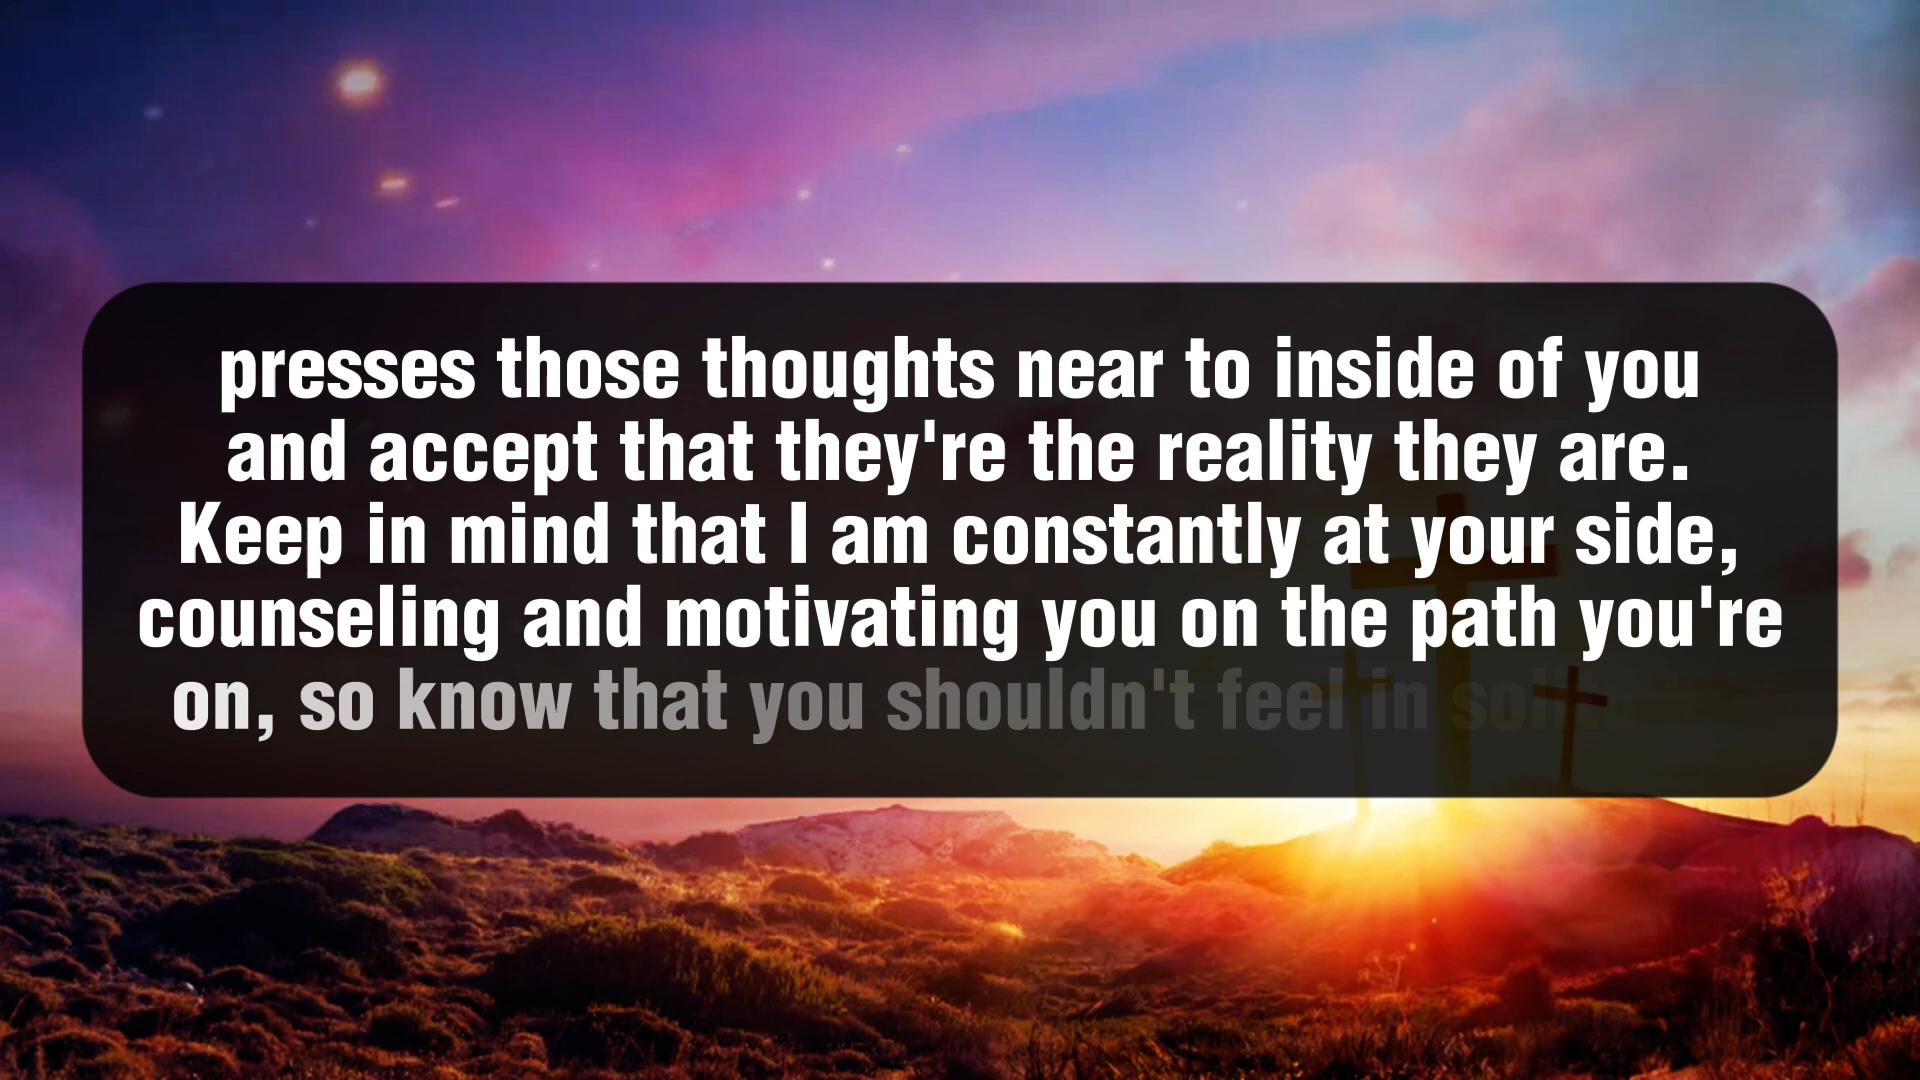 presses those thoughts near to inside of you
and accept that they're the reality they are.
Keep in mind that I am constantly at your side,
counseling and motivating you on the path you're
on, so know that you shouldn't feel in